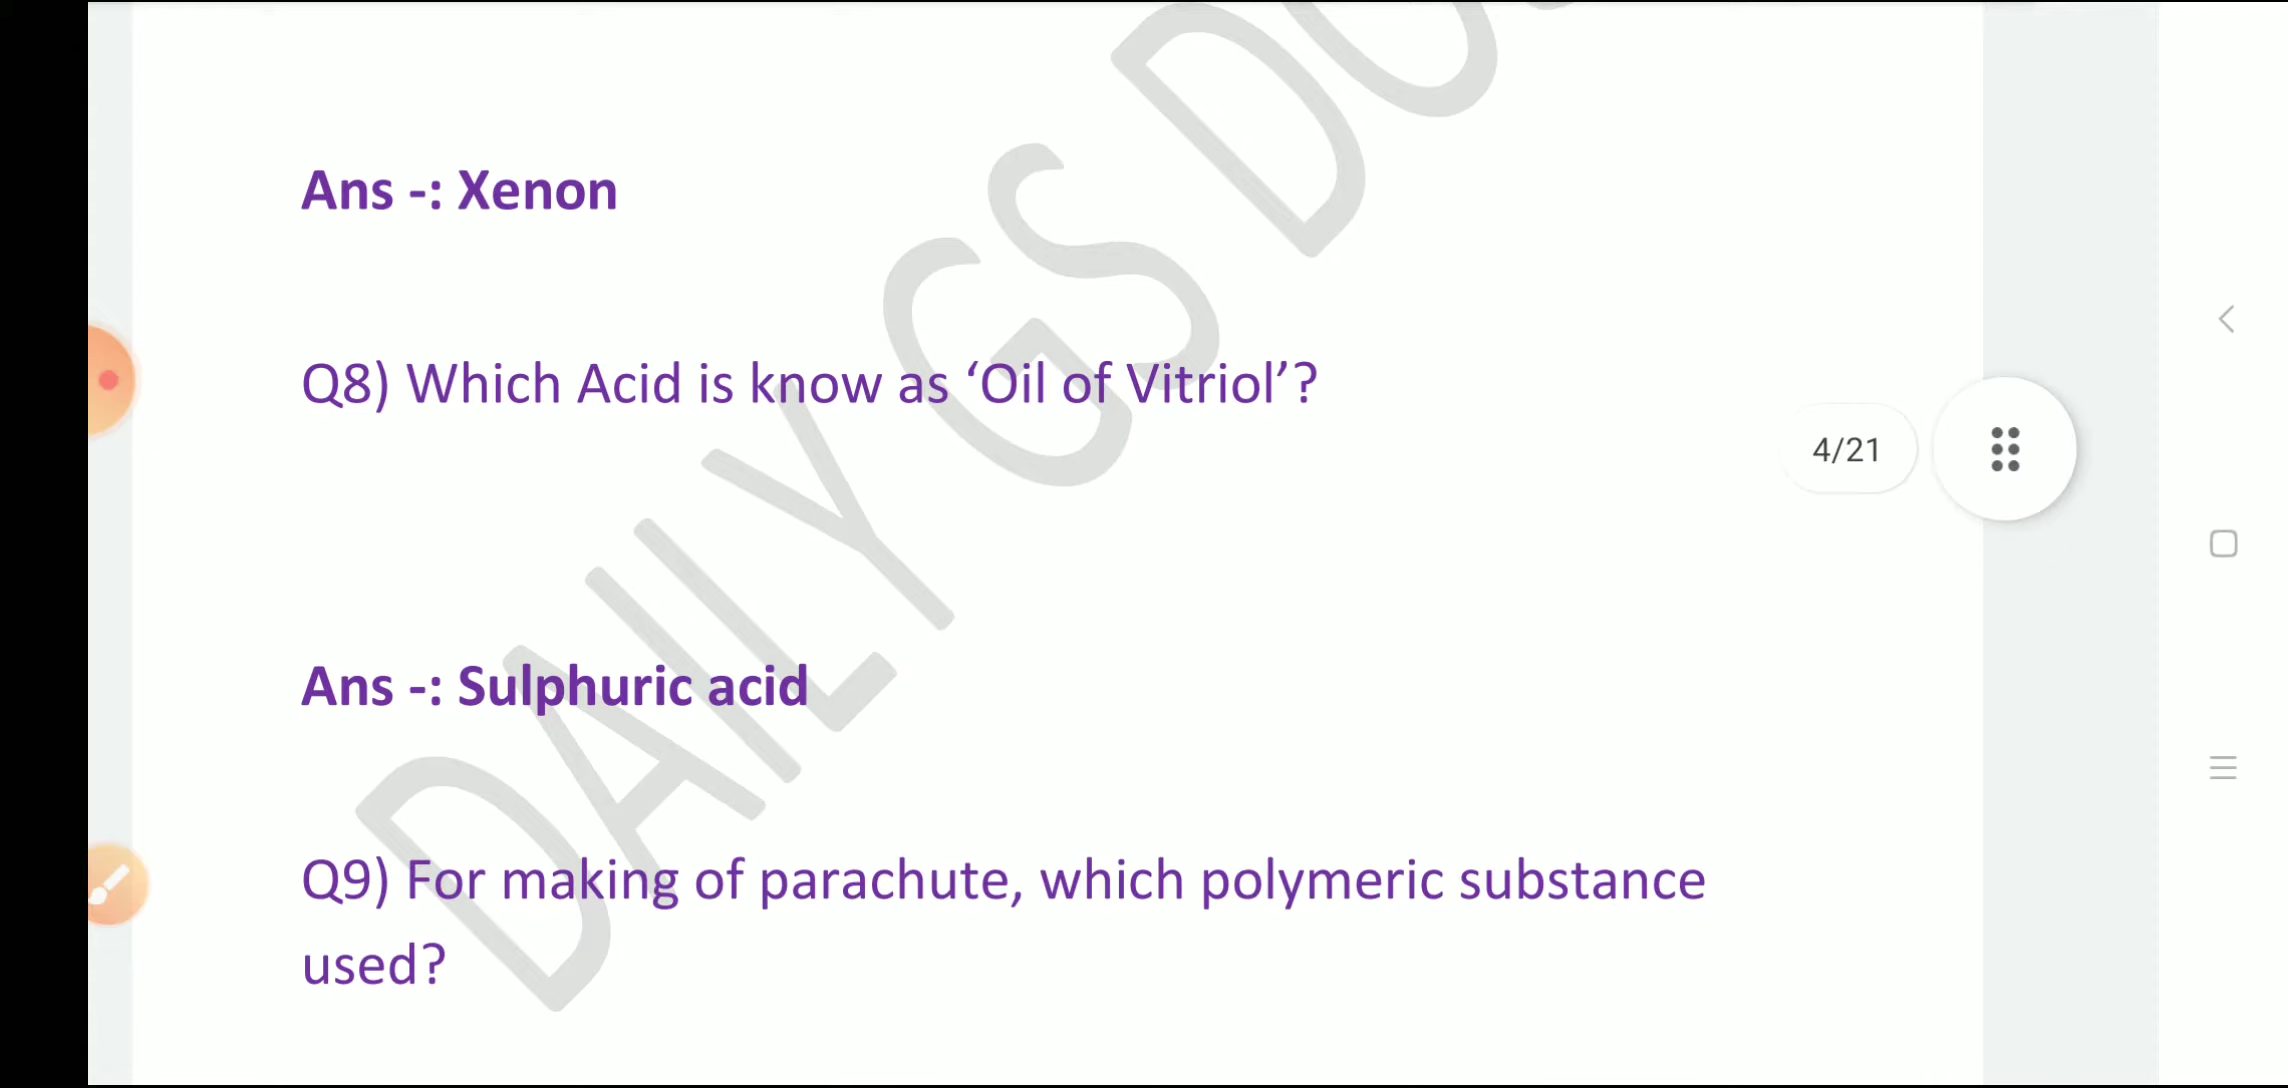 Ans -: Xenon
Q8) Which Acid is know as ‘Oil of Vitriol’?
4/21
Ans -: Sulphuric acid
Q9) For making of parachute, which polymeric substance
used?
DAILY GS